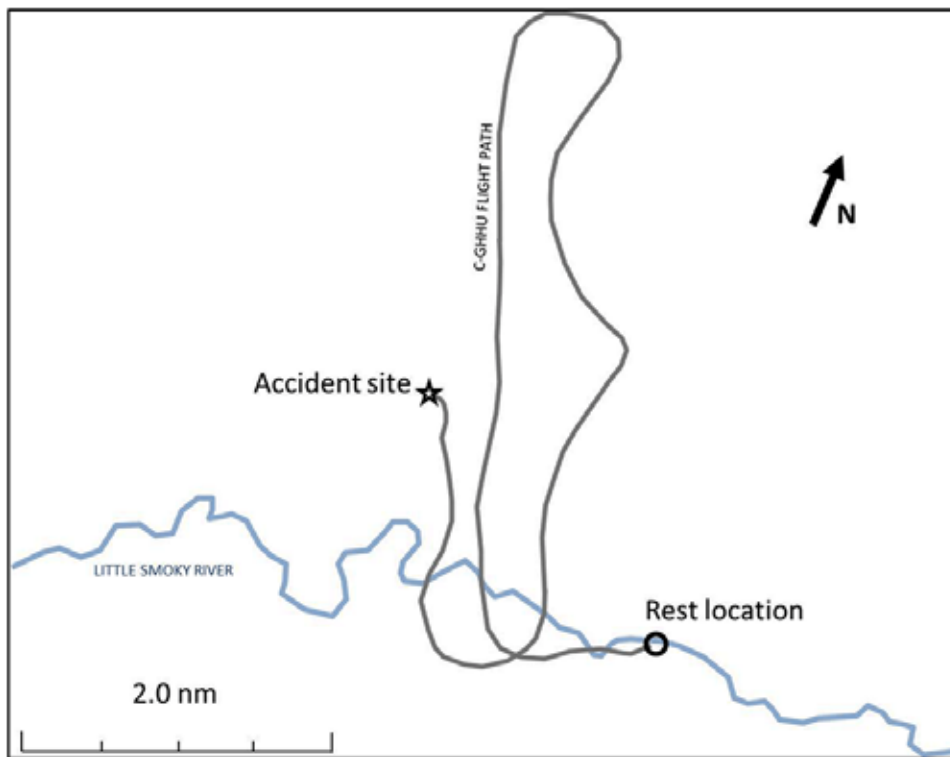 C-GHHU FLIGHT PATH
N
Accident site
LITTLE SMOKY RIVER
Rest location
2.0 nm